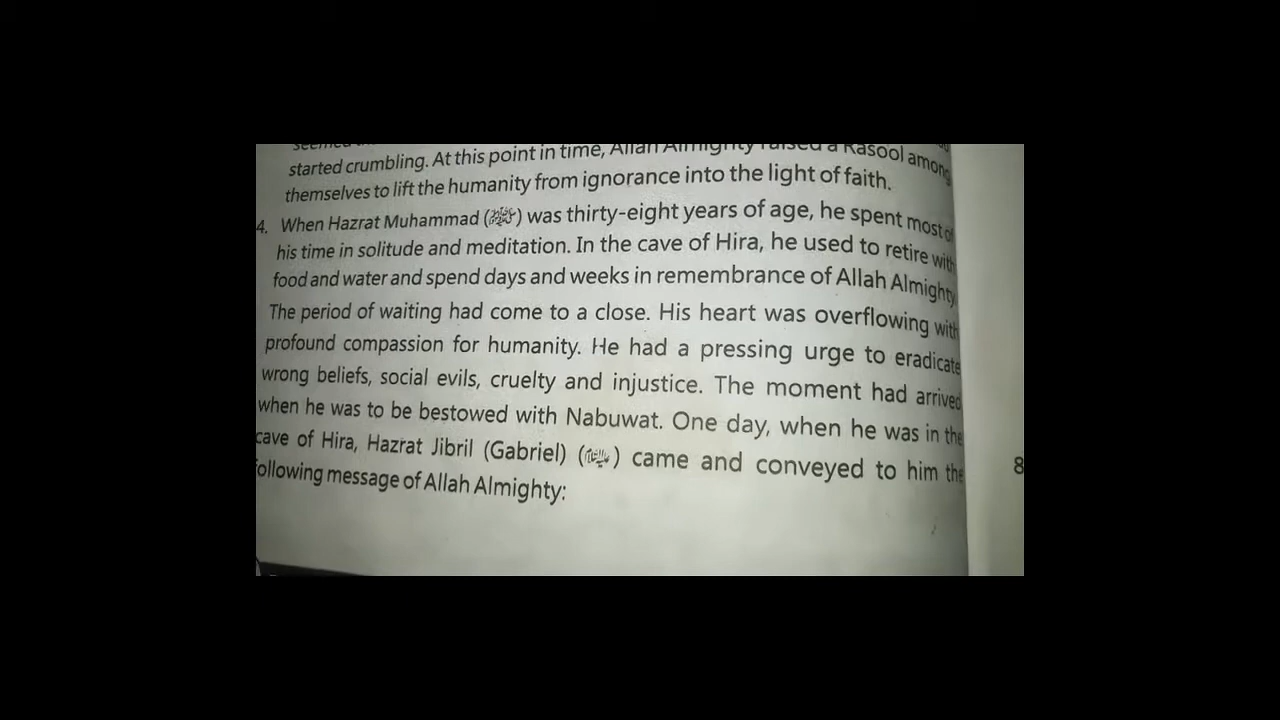 started crumbling. At this point in time, Allah Almighty raised a Rasool among
themselves to lift the humanity from ignorance into the light of faith.
4. When Hazrat Muhammad (ﷺ) was thirty-eight years of age, he spent most of
his time in solitude and meditation. In the cave of Hira, he used to retire with
food and water and spend days and weeks in remembrance of Allah Almighty
The period of waiting had come to a close. His heart was overflowing with
profound compassion for humanity. He had a pressing urge to eradicate
wrong beliefs, social evils, cruelty and injustice. The moment had arrived
when he was to be bestowed with Nabuwat. One day, when he was in the
cave of Hira, Hazrat Jibril (Gabriel) () came and conveyed to him the
following message of Allah Almighty:
8